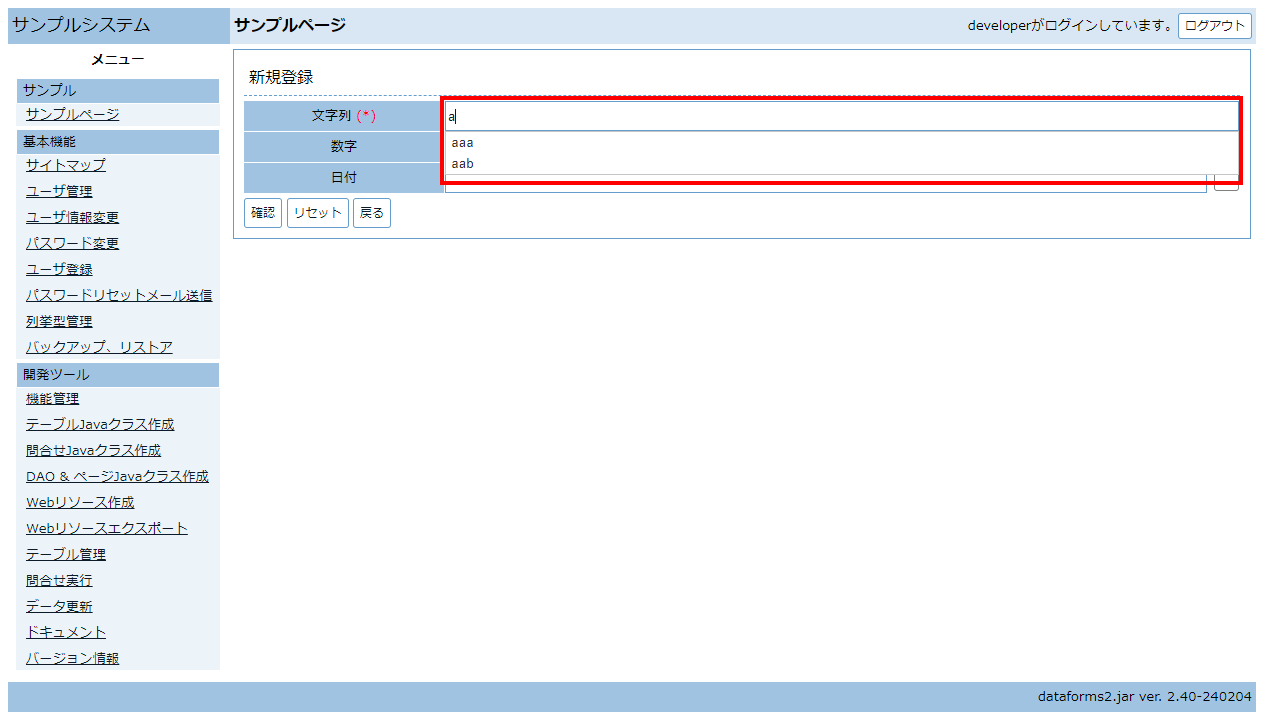 サンプルシステム
サンプルページ
developerがログインしています。 ログアウト
メニュー
サンプル
サンプルページ
基本機能
サイトマップ
ユーザ管理
ユーザ情報変更
パスワード変更
ユーザ登録
パスワードリセットメール送信
列挙型管理
バックアップ、リストア
開発ツール
機能管理
テーブルJavaクラス作成
問合せJavaクラス作成
DAO & ページJavaクラス作成
Webリソース作成
Webリソースエクスポート
テーブル管理
問合せ実行
データ更新
ドキュメント
バージョン情報
新規登録
文字列 (*) a
aaa
数字
aab
日付
確認 リセット 戻る
dataforms2.jar ver. 2.40-240204